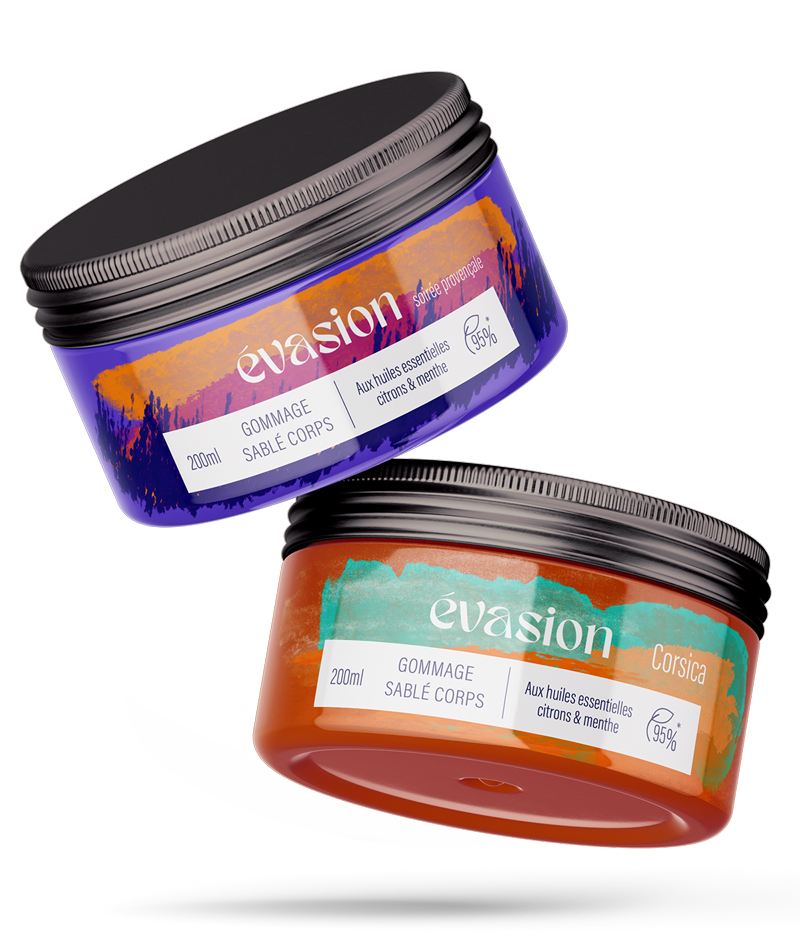 évasion soirée provençale
200ml
GOMMAGE
SABLÉ CORPS
Aux huiles essentielles
citrons & menthe
95%*
évasion Corsica
200ml
GOMMAGE
SABLÉ CORPS
Aux huiles essentielles
citrons & menthe
95%*